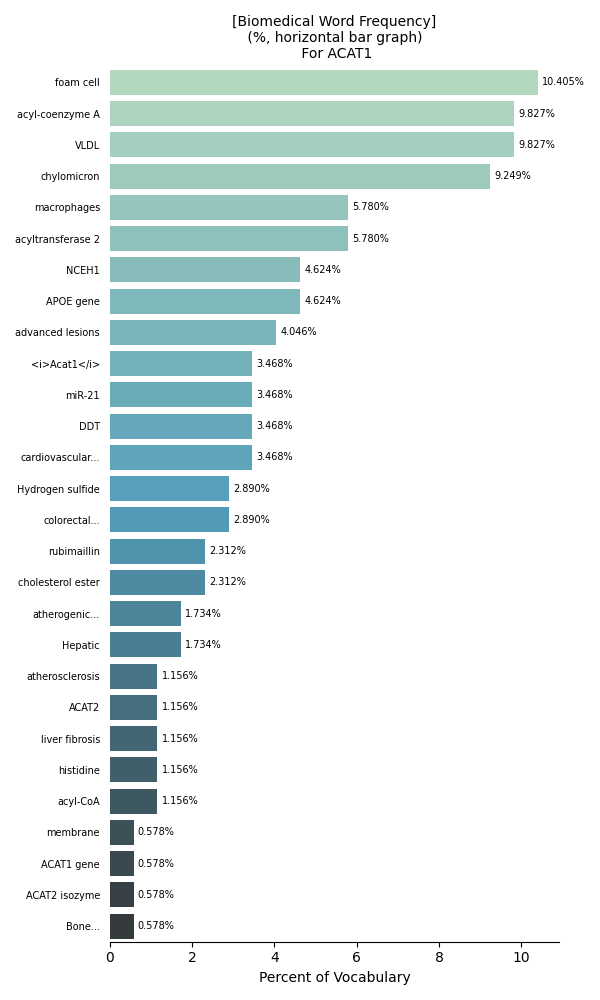 [Biomedical Word Frequency]
(%, horizontal bar graph)
For ACAT1
foam cell 10.405%
acyl-coenzyme A 9.827%
VLDL 9.827%
chylomicron 9.249%
macrophages 5.780%
acyltransferase 2 5.780%
NCEH1 4.624%
APOE gene 4.624%
advanced lesions 4.046%
<i>Acat1</i> 3.468%
miR-21 3.468%
DDT 3.468%
cardiovascular... 3.468%
Hydrogen sulfide 2.890%
colorectal... 2.890%
rubimaillin 2.312%
cholesterol ester 2.312%
atherogenic... 1.734%
Hepatic 1.734%
atherosclerosis 1.156%
ACAT2 1.156%
liver fibrosis 1.156%
histidine 1.156%
acyl-CoA 1.156%
membrane 0.578%
ACAT1 gene 0.578%
ACAT2 isozyme 0.578%
Bone... 0.578%
0 2 4 6 8 10
Percent of Vocabulary